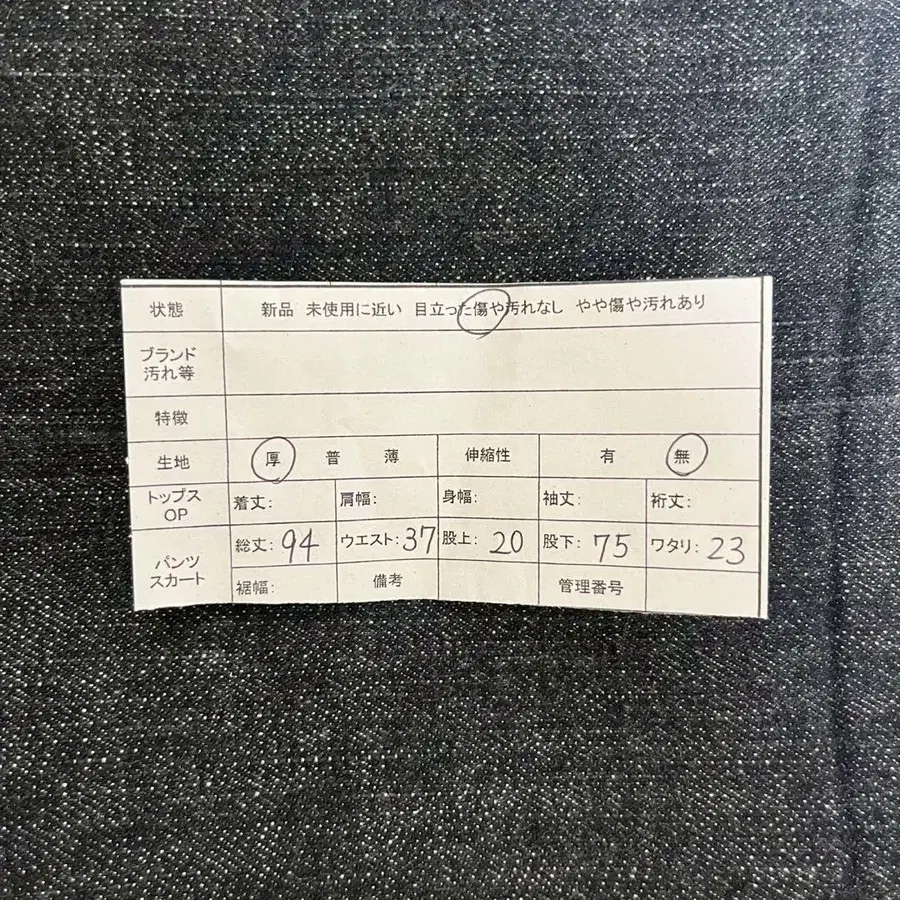 状態 新品 未使用に近い 目立った傷や汚れなし やや傷や汚れあり
ブランド
汚れ等
特徴
生地 厚 普 薄 伸縮性 有 無
トップス
OP
着丈: 肩幅: 身幅: 袖丈: 裄丈:
パンツ
スカート
総丈: 94 ウエスト: 37 股上: 20 股下: 75 ワタリ: 23
裾幅: 備考 管理番号